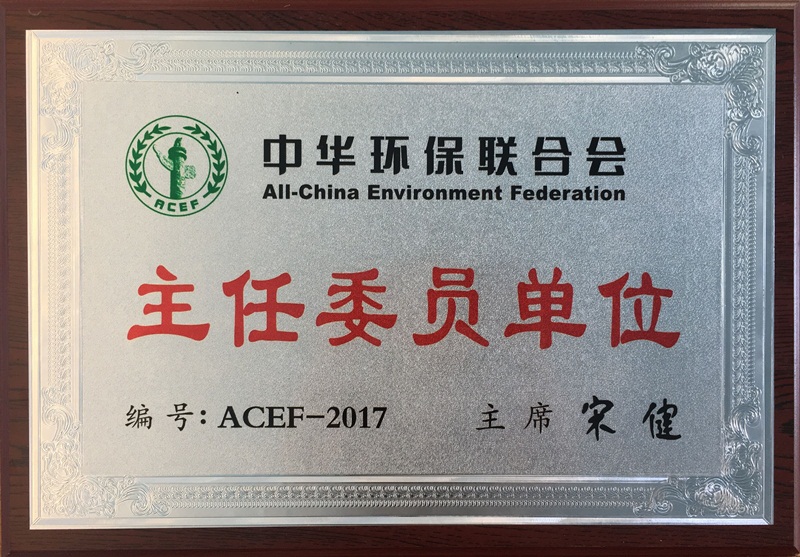 中华环保联合会
All-China Environment Federation
ACEF
主任委员单位
编号：ACEF-2017
主席 宋健